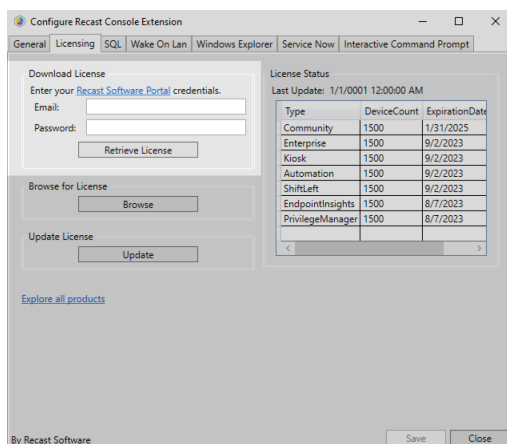 Configure Recast Console Extension
General Licensing SQL Wake On Lan Windows Explorer Service Now Interactive Command Prompt
Download License
Enter your Recast Software Portal credentials.
Email:
Password:
Retrieve License
Browse for License
Browse
Update License
Update
Explore all products
License Status
Last Update: 1/1/0001 12:00:00 AM
Type DeviceCount ExpirationDate
Community 1500 1/31/2025
Enterprise 1500 9/2/2023
Kiosk 1500 9/2/2023
Automation 1500 9/2/2023
ShiftLeft 1500 9/2/2023
EndpointInsights 1500 8/7/2023
PrivilegeManager 1500 8/7/2023
By Recast Software
Save Close